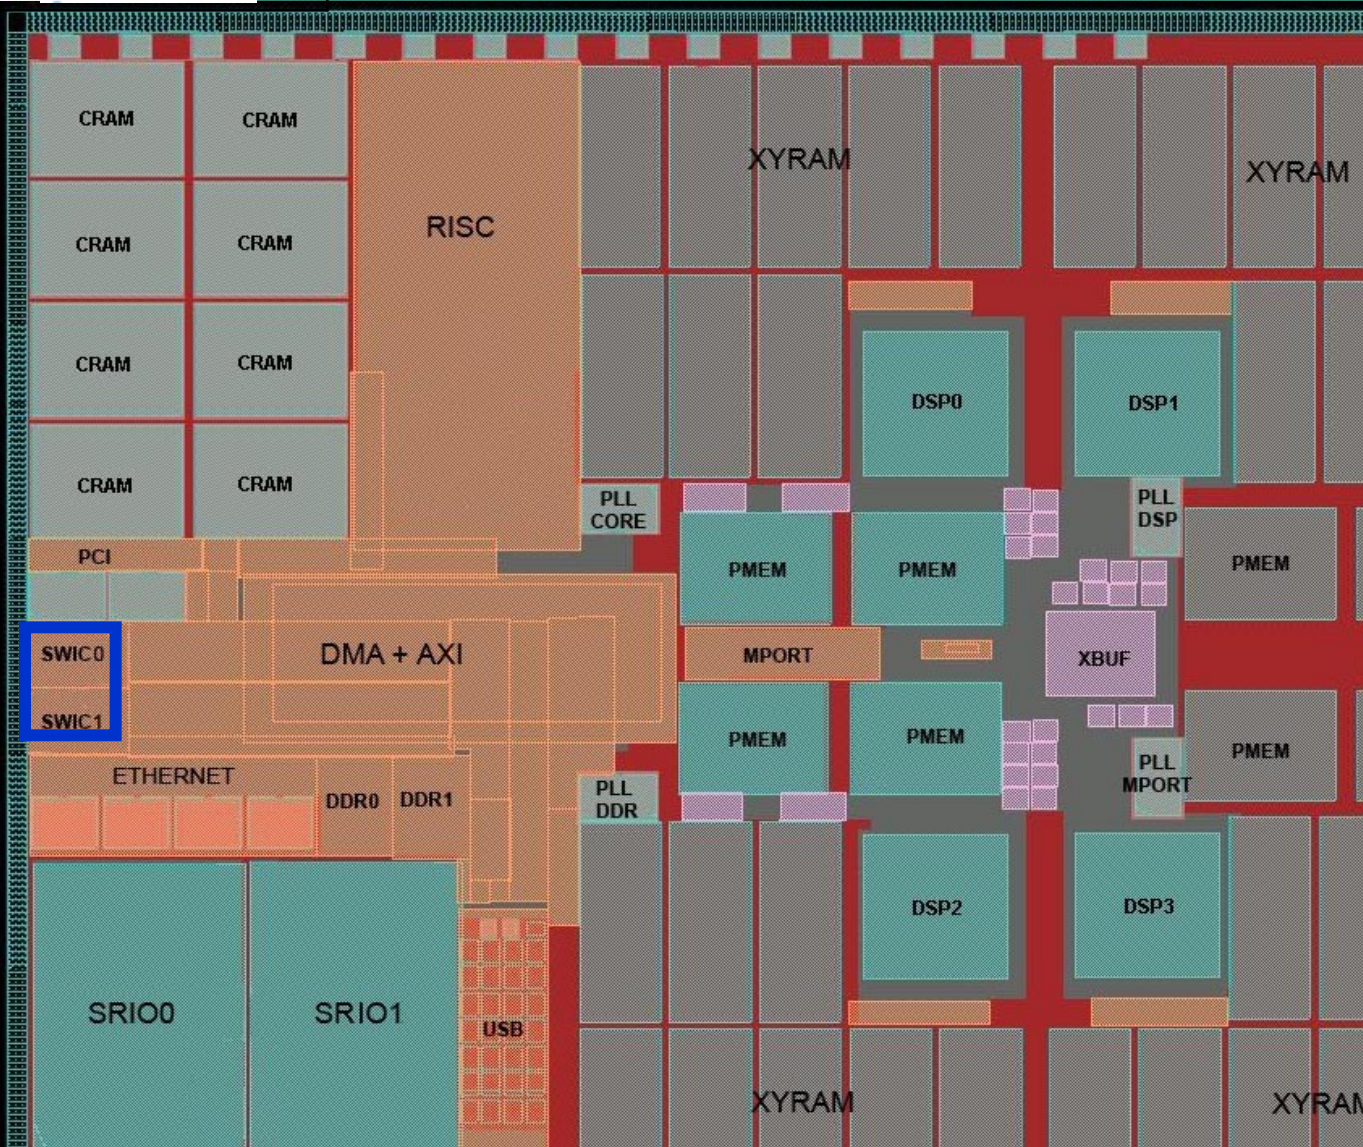 CRAM
CRAM
RISC
XYRAM
XYRAM
CRAM
CRAM
CRAM
CRAM
DSP0
DSP1
CRAM
CRAM
PLL
CORE
PLL
DSP
PCI
PMEM
PMEM
PMEM
SWIC0
DMA + AXI
MPORT
XBUF
SWIC1
PMEM
PMEM
PMEM
ETHERNET
DDR0
DDR1
PLL
DDR
PLL
MPORT
DSP2
DSP3
SRIO0
SRIO1
USB
XYRAM
XYRAM